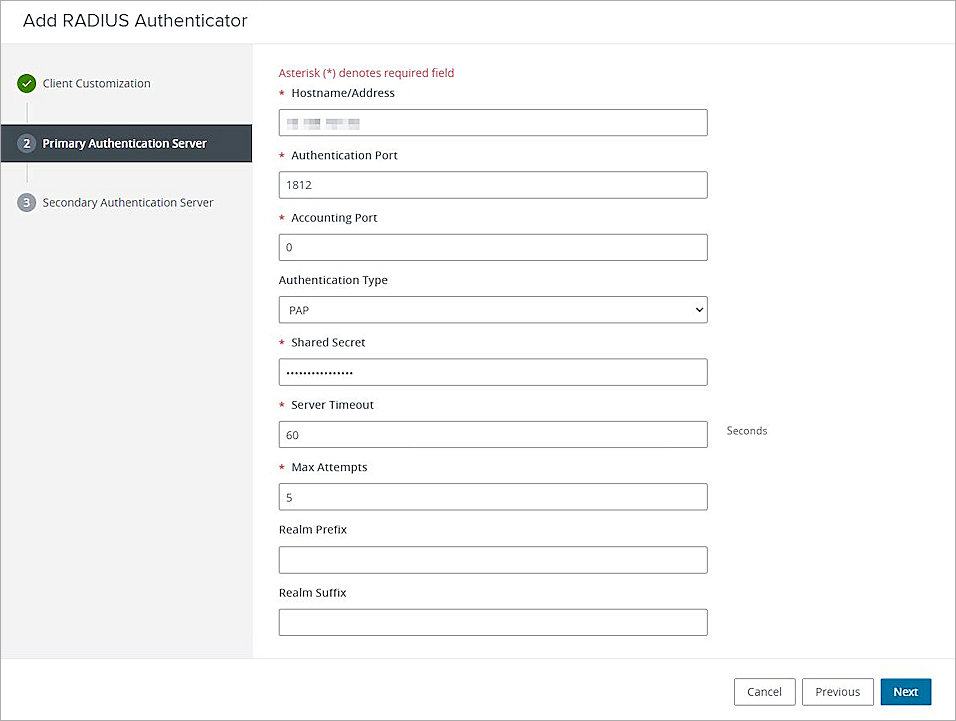 Add RADIUS Authenticator
Client Customization
2 Primary Authentication Server
3 Secondary Authentication Server
Asterisk (*) denotes required field
* Hostname/Address
* Authentication Port
1812
* Accounting Port
0
Authentication Type
PAP
* Shared Secret
••••••••••••••••
* Server Timeout
60
Seconds
* Max Attempts
5
Realm Prefix
Realm Suffix
Cancel
Previous
Next